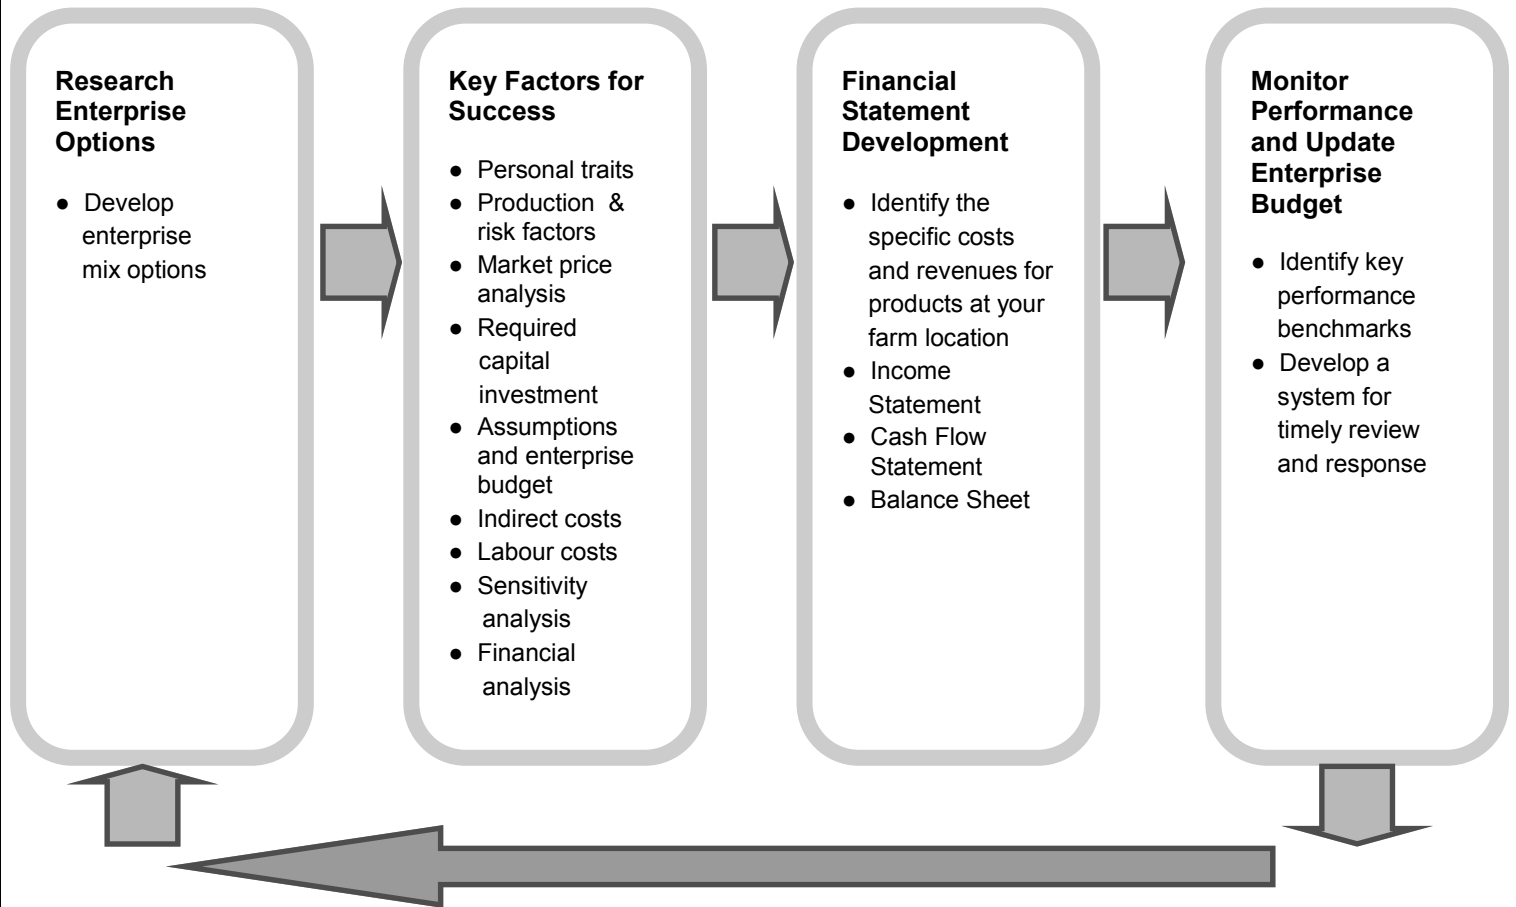 Research
Enterprise
Options
● Develop
enterprise
mix options
Key Factors for
Success
● Personal traits
● Production &
risk factors
● Market price
analysis
● Required
capital
investment
● Assumptions
and enterprise
budget
● Indirect costs
● Labour costs
● Sensitivity
analysis
● Financial
analysis
Financial
Statement
Development
● Identify the
specific costs
and revenues for
products at your
farm location
● Income
Statement
● Cash Flow
Statement
● Balance Sheet
Monitor
Performance
and Update
Enterprise
Budget
● Identify key
performance
benchmarks
● Develop a
system for
timely review
and response